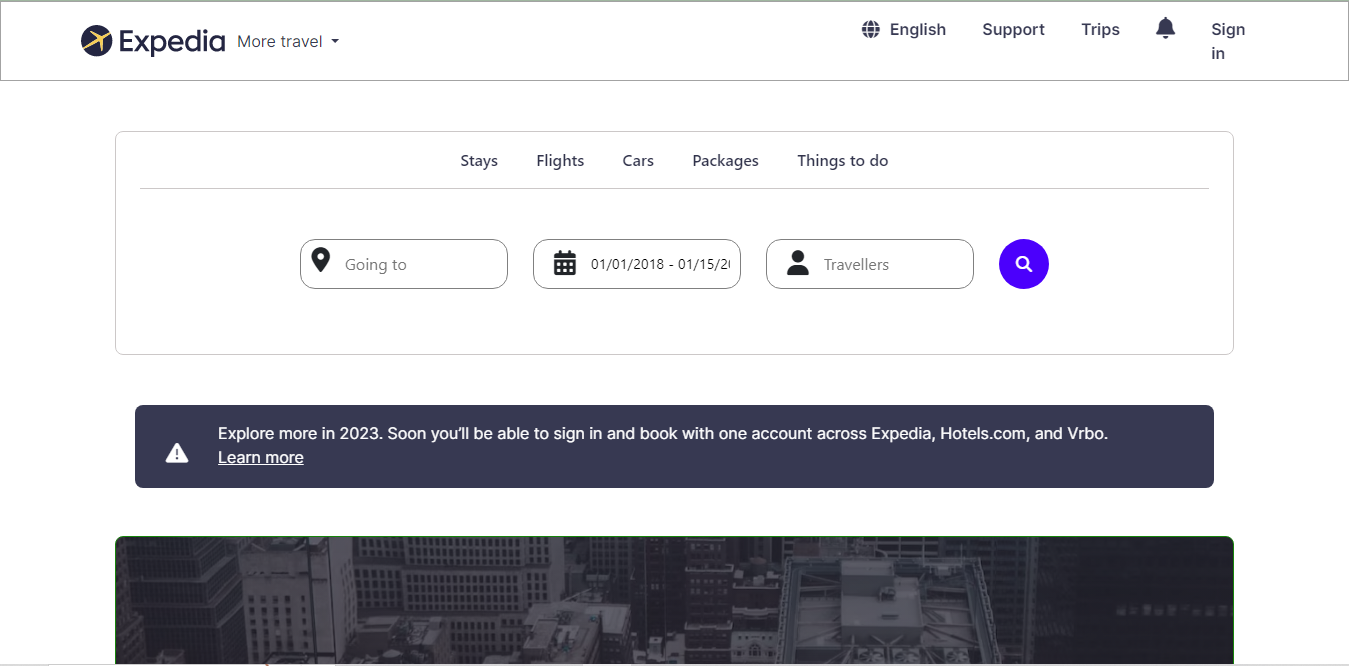 Expedia More travel
English Support Trips Sign
in
Stays Flights Cars Packages Things to do
Going to 01/01/2018 - 01/15/20 Travellers
Explore more in 2023. Soon you'll be able to sign in and book with one account across Expedia, Hotels.com, and Vrbo.
Learn more